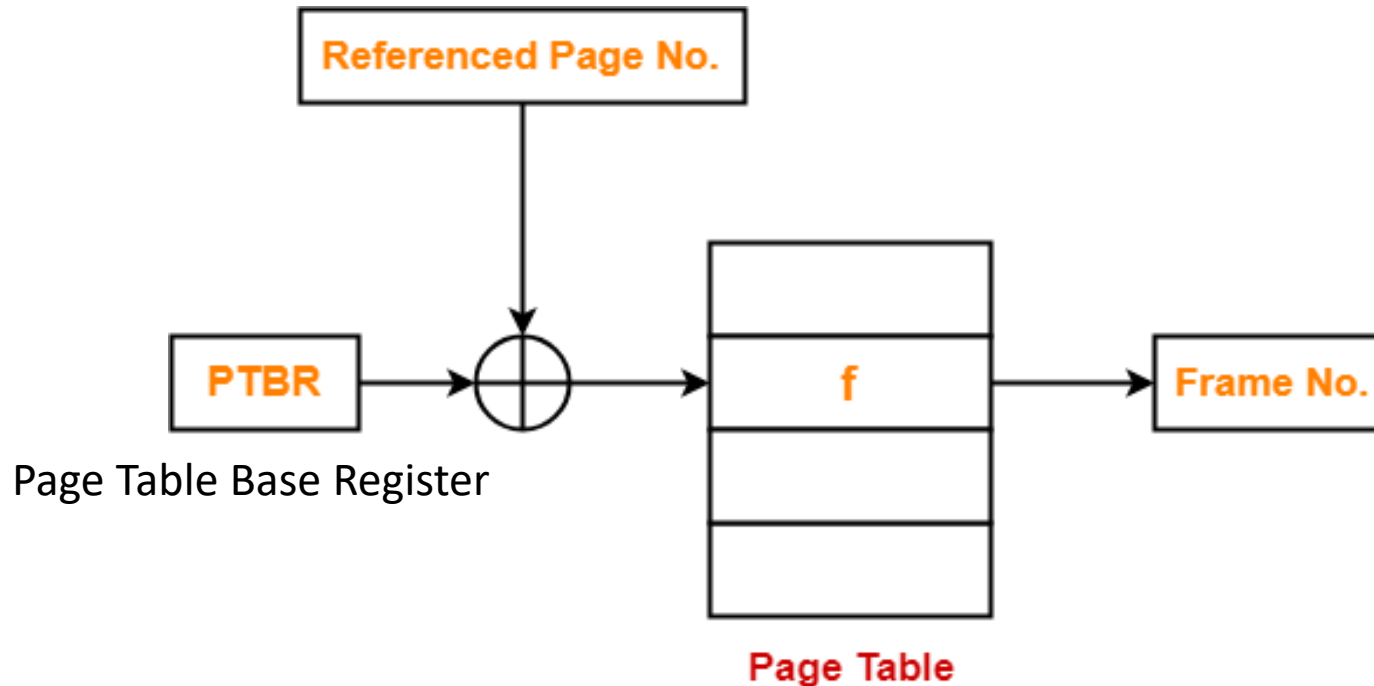 Referenced Page No.
PTBR
f
Frame No.
Page Table Base Register
Page Table